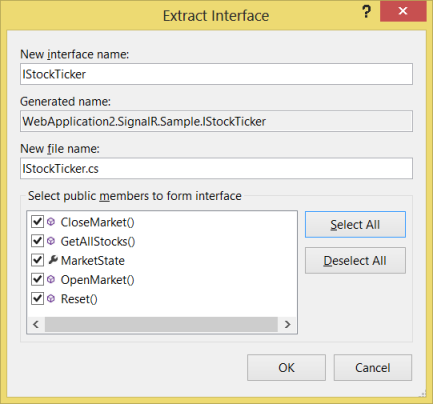 Extract Interface
?
New interface name:
IStockTicker
Generated name:
WebApplication2.SignalR.Sample.IStockTicker
New file name:
IStockTicker.cs
Select public members to form interface
CloseMarket()
GetAllStocks()
MarketState
OpenMarket()
Reset()
Select All
Deselect All
OK
Cancel